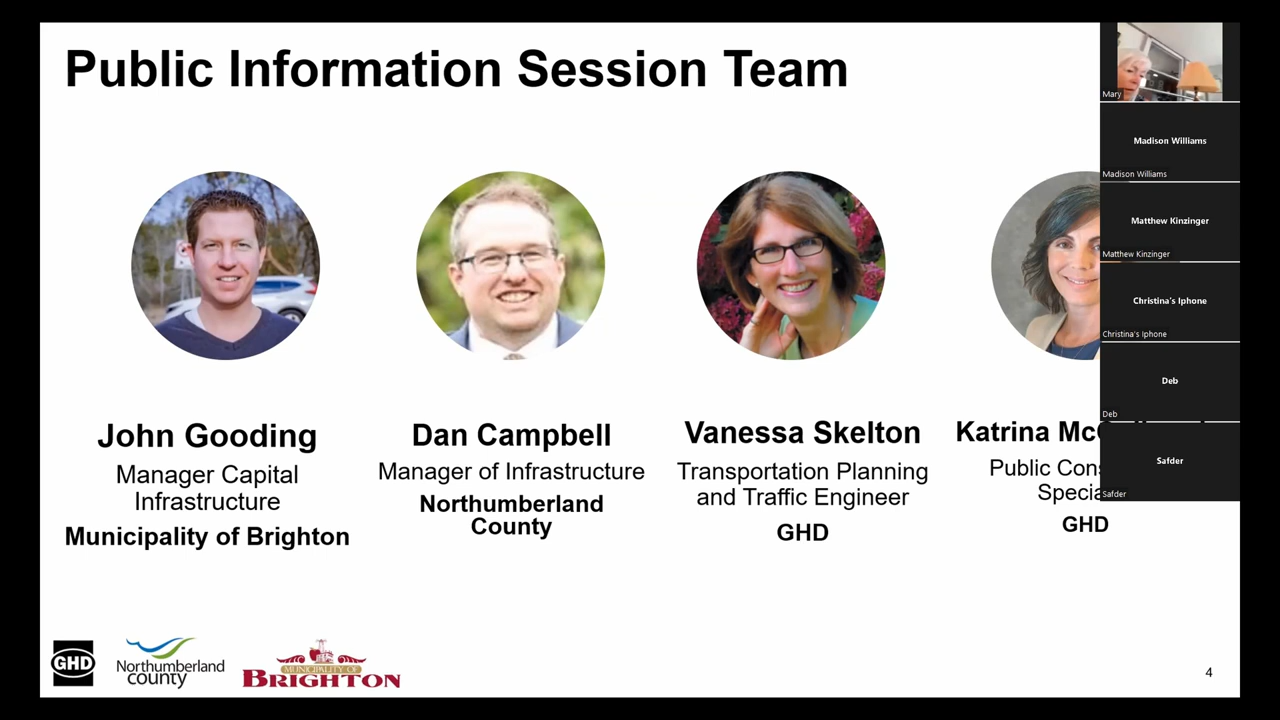 Public Information Session Team
John Gooding
Manager Capital
Infrastructure
Municipality of Brighton
Dan Campbell
Manager of Infrastructure
Northumberland
County
Vanessa Skelton
Transportation Planning
and Traffic Engineer
GHD
Katrina
Public
GHD
GHD
Northumberland
county
MUNICIPALITY OF
BRIGHTON
4
Mary
Madison Williams
Madison Williams
Matthew Kinzinger
Matthew Kinzinger
Christina's Iphone
Christina's Iphone
Deb
Deb
Safder
Safder